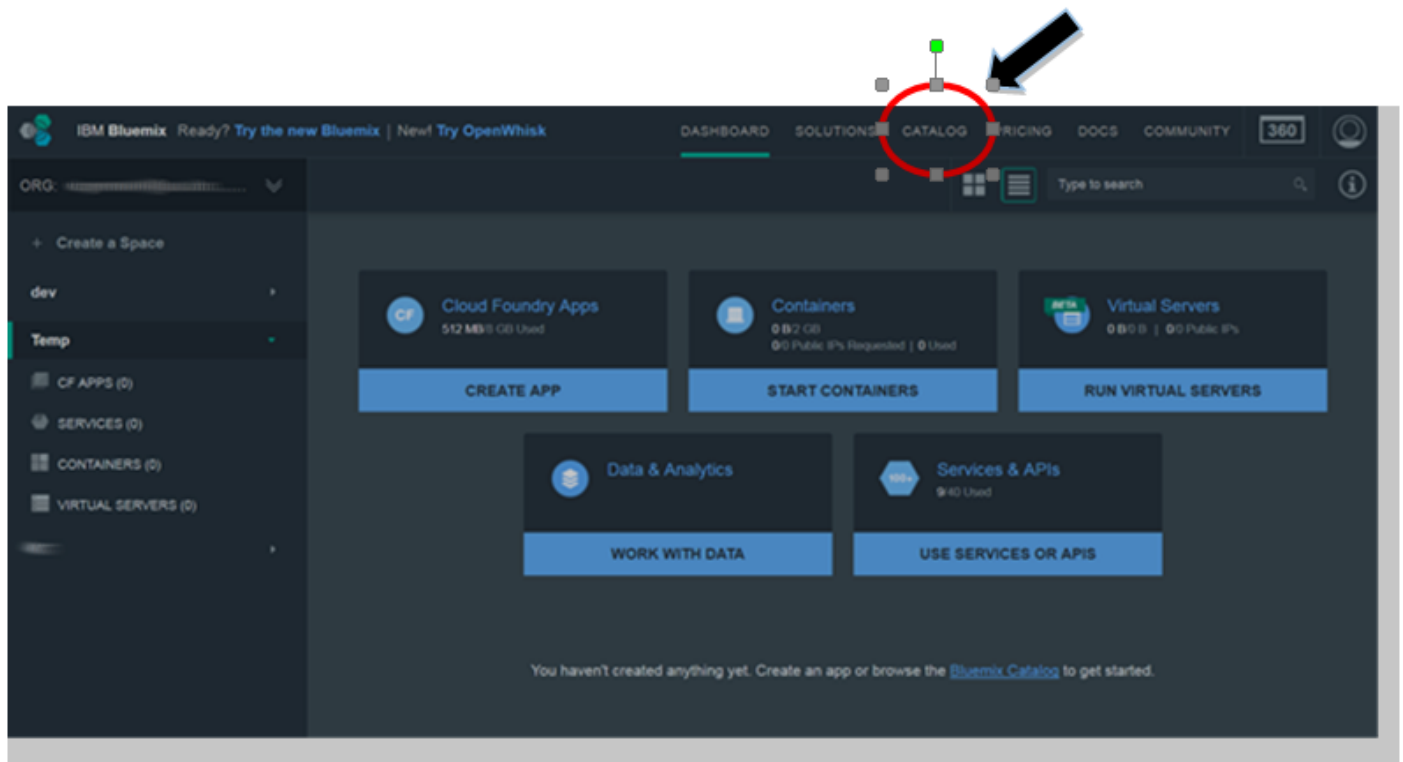 IBM Bluemix Ready? Try the new Bluemix | New! Try OpenWhisk DASHBOARD SOLUTIONS CATALOG PRICING DOCS COMMUNITY 360
ORG: Type to search
+ Create a Space
dev
Temp
CF APPS (0)
SERVICES (0)
CONTAINERS (0)
VIRTUAL SERVERS (0)
CF Cloud Foundry Apps
512 MB/8 GB Used
CREATE APP
Containers
0 B/2 GB
0/0 Public IPs Requested | 0 Used
START CONTAINERS
BETA Virtual Servers
0 B/0 B | 0/0 Public IPs
RUN VIRTUAL SERVERS
Data & Analytics
WORK WITH DATA
100+ Services & APIs
9/40 Used
USE SERVICES OR APIS
You haven't created anything yet. Create an app or browse the Bluemix Catalog to get started.